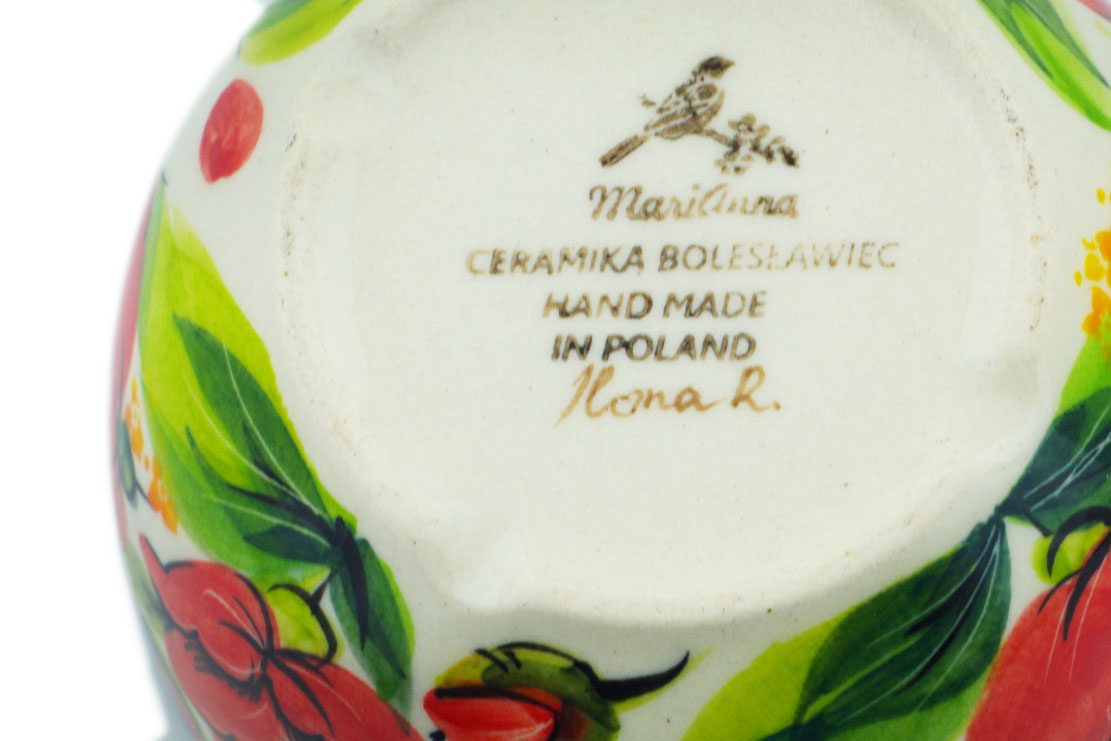 MariAnna
CERAMIKA BOLESŁAWIEC
HAND MADE
IN POLAND
Ilona R.